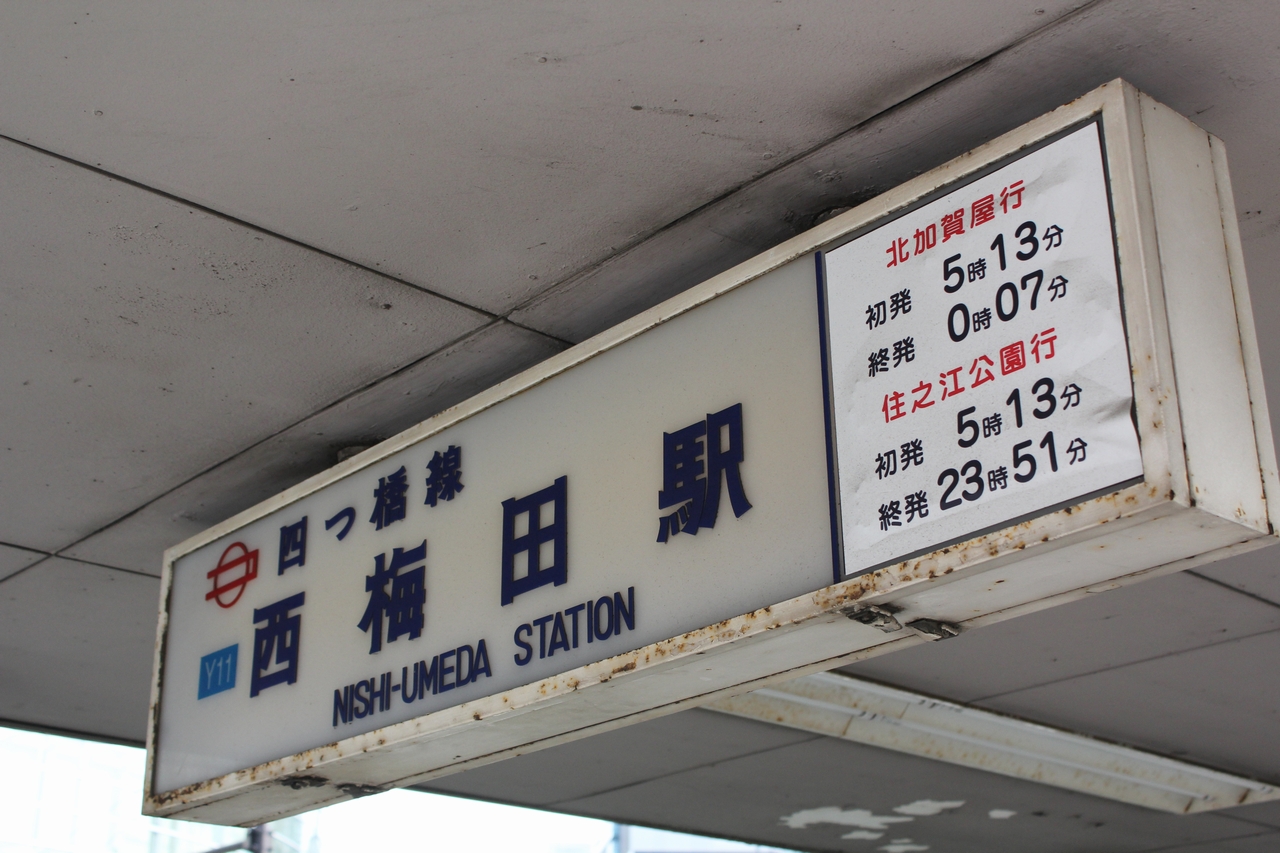 四つ橋線
Y11
西梅田駅
NISHI-UMEDA STATION
北加賀屋行
初発 5時13分
終発 0時07分
住之江公園行
初発 5時13分
終発 23時51分